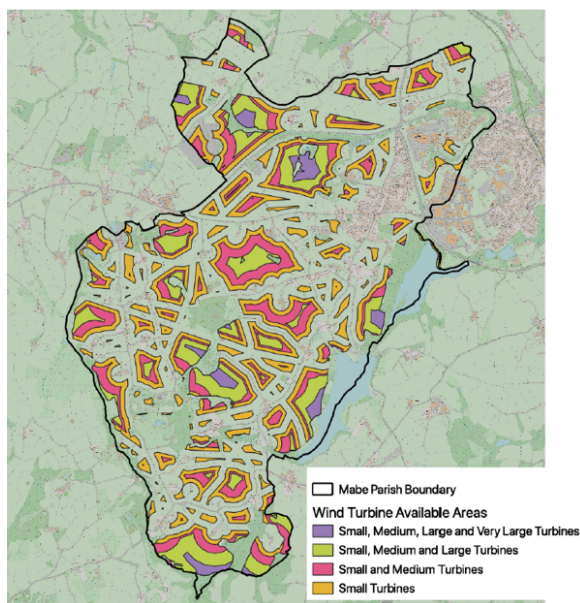 Mabe Parish Boundary
Wind Turbine Available Areas
Small, Medium, Large and Very Large Turbines
Small, Medium and Large Turbines
Small and Medium Turbines
Small Turbines